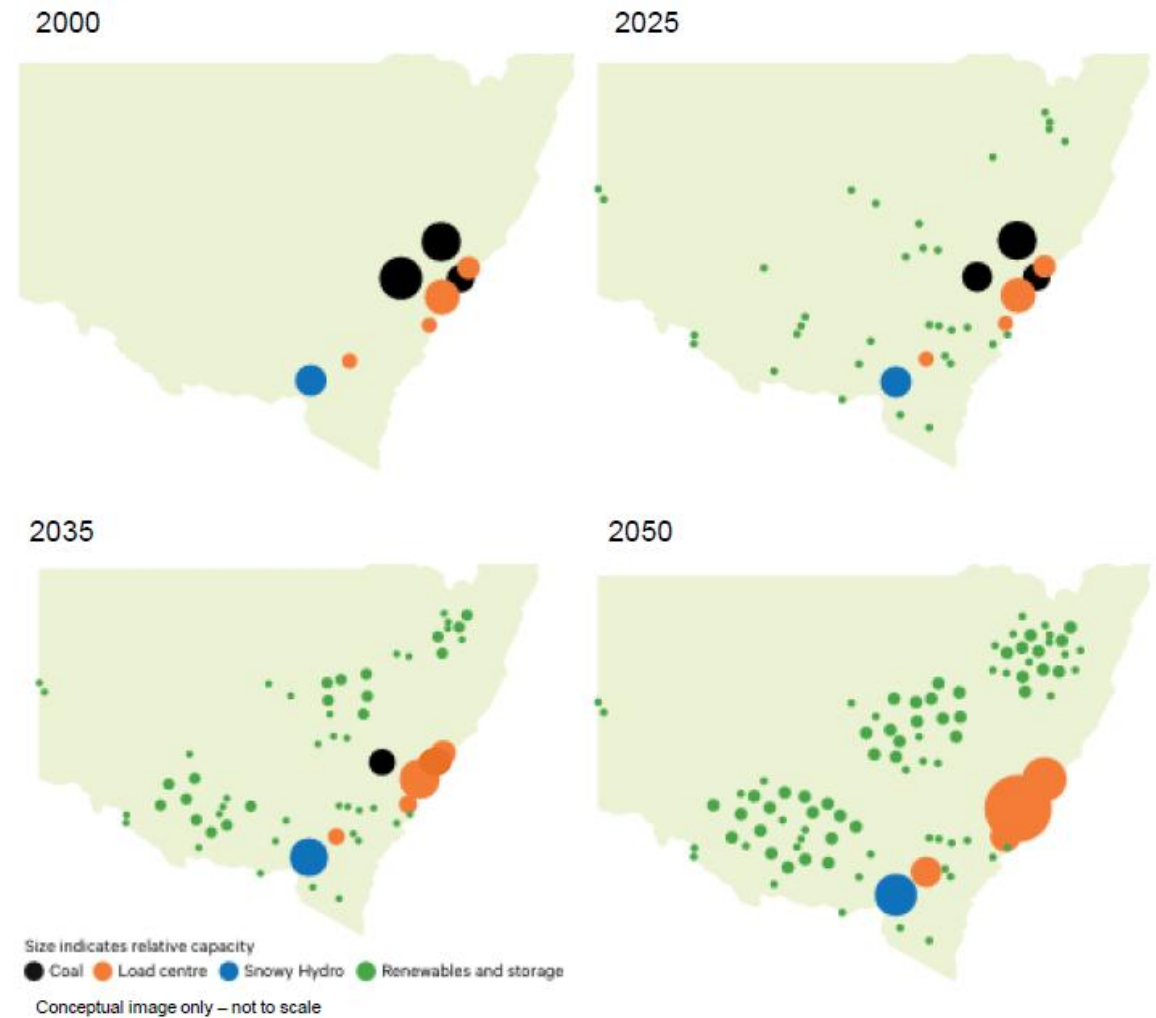 2000
2025
2035
2050
Size indicates relative capacity
Coal Load centre Snowy Hydro Renewables and storage
Conceptual image only – not to scale